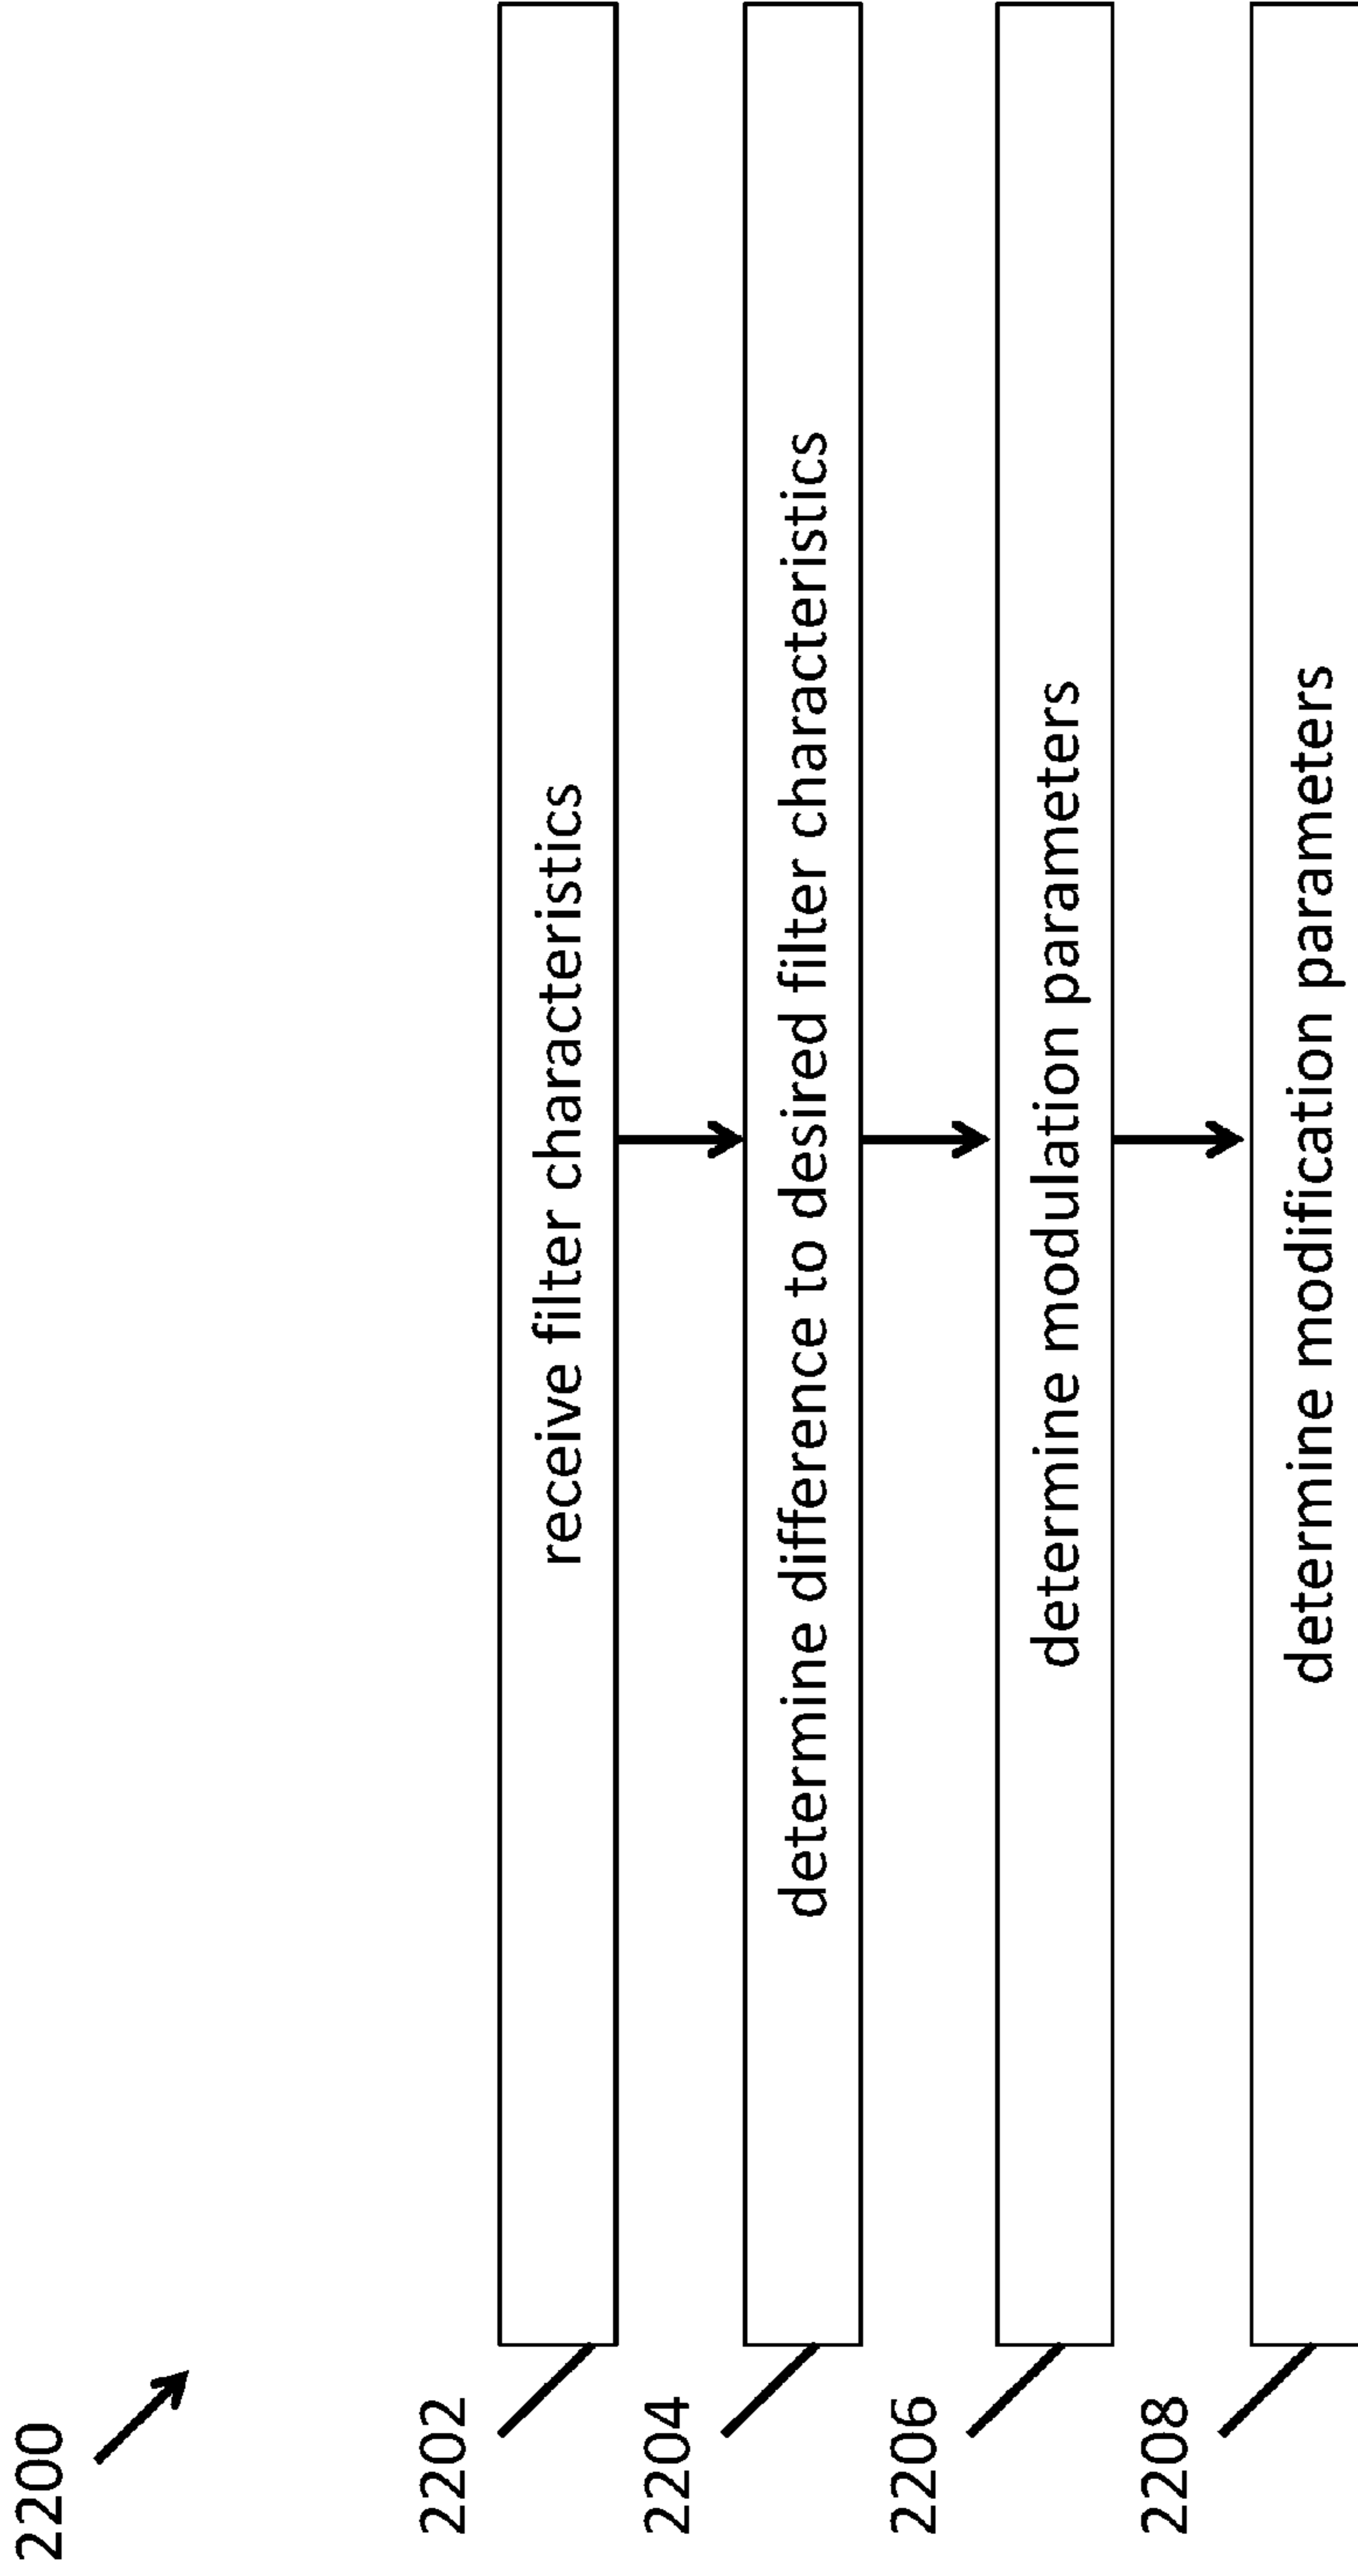 2200
2202
receive filter characteristics
2204
determine difference to desired filter characteristics
2206
determine modulation parameters
2208
determine modification parameters